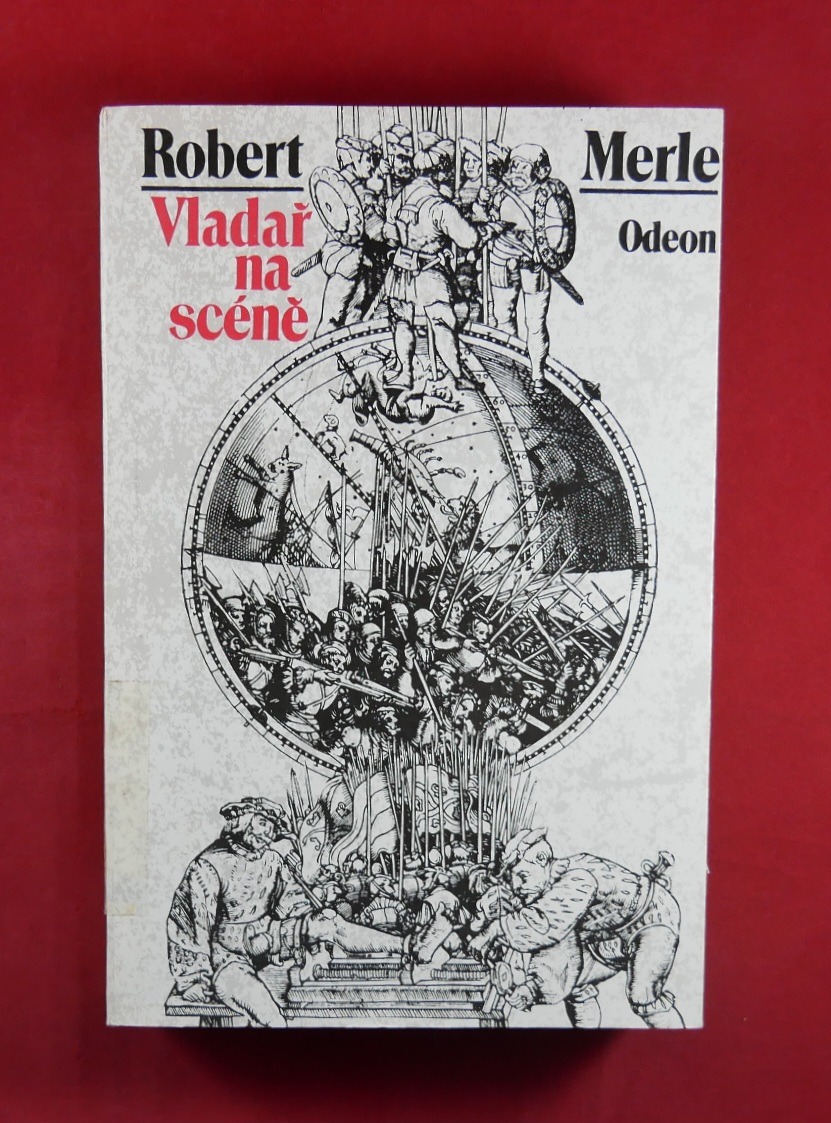 Robert Merle
Vladař
na
scéně
Odeon